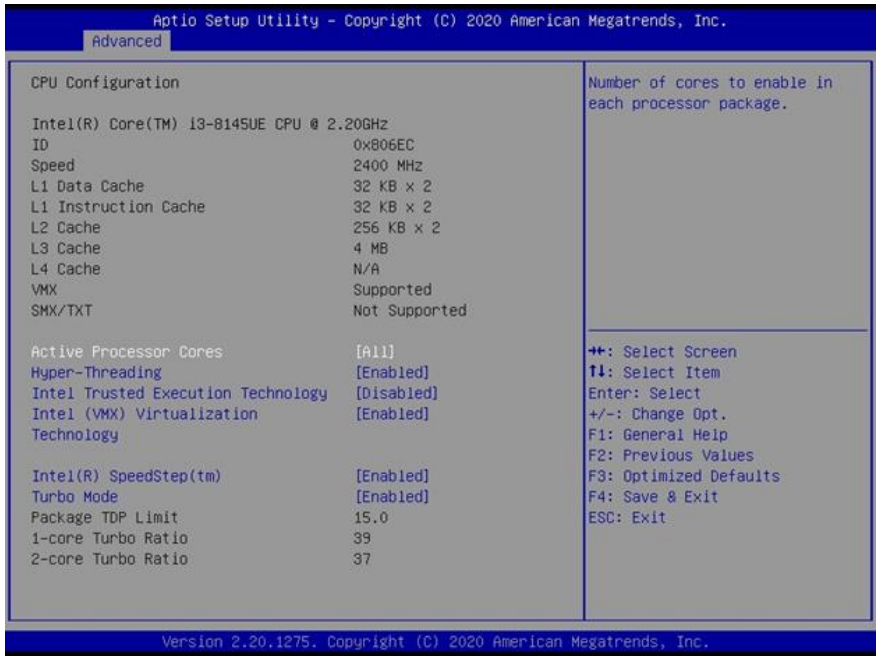 Aptio Setup Utility – Copyright (C) 2020 American Megatrends, Inc.
Advanced
CPU Configuration
Intel(R) Core(TM) i3-8145UE CPU @ 2.20GHz
ID 0x806EC
Speed 2400 MHz
L1 Data Cache 32 KB x 2
L1 Instruction Cache 32 KB x 2
L2 Cache 256 KB x 2
L3 Cache 4 MB
L4 Cache N/A
VMX Supported
SMX/TXT Not Supported
Active Processor Cores [All]
Hyper-Threading [Enabled]
Intel Trusted Execution Technology [Disabled]
Intel (VMX) Virtualization [Enabled]
Technology
Intel(R) SpeedStep(tm) [Enabled]
Turbo Mode [Enabled]
Package TDP Limit 15.0
1-core Turbo Ratio 39
2-core Turbo Ratio 37
Number of cores to enable in
each processor package.
→←: Select Screen
↑↓: Select Item
Enter: Select
+/-: Change Opt.
F1: General Help
F2: Previous Values
F3: Optimized Defaults
F4: Save & Exit
ESC: Exit
Version 2.20.1275. Copyright (C) 2020 American Megatrends, Inc.